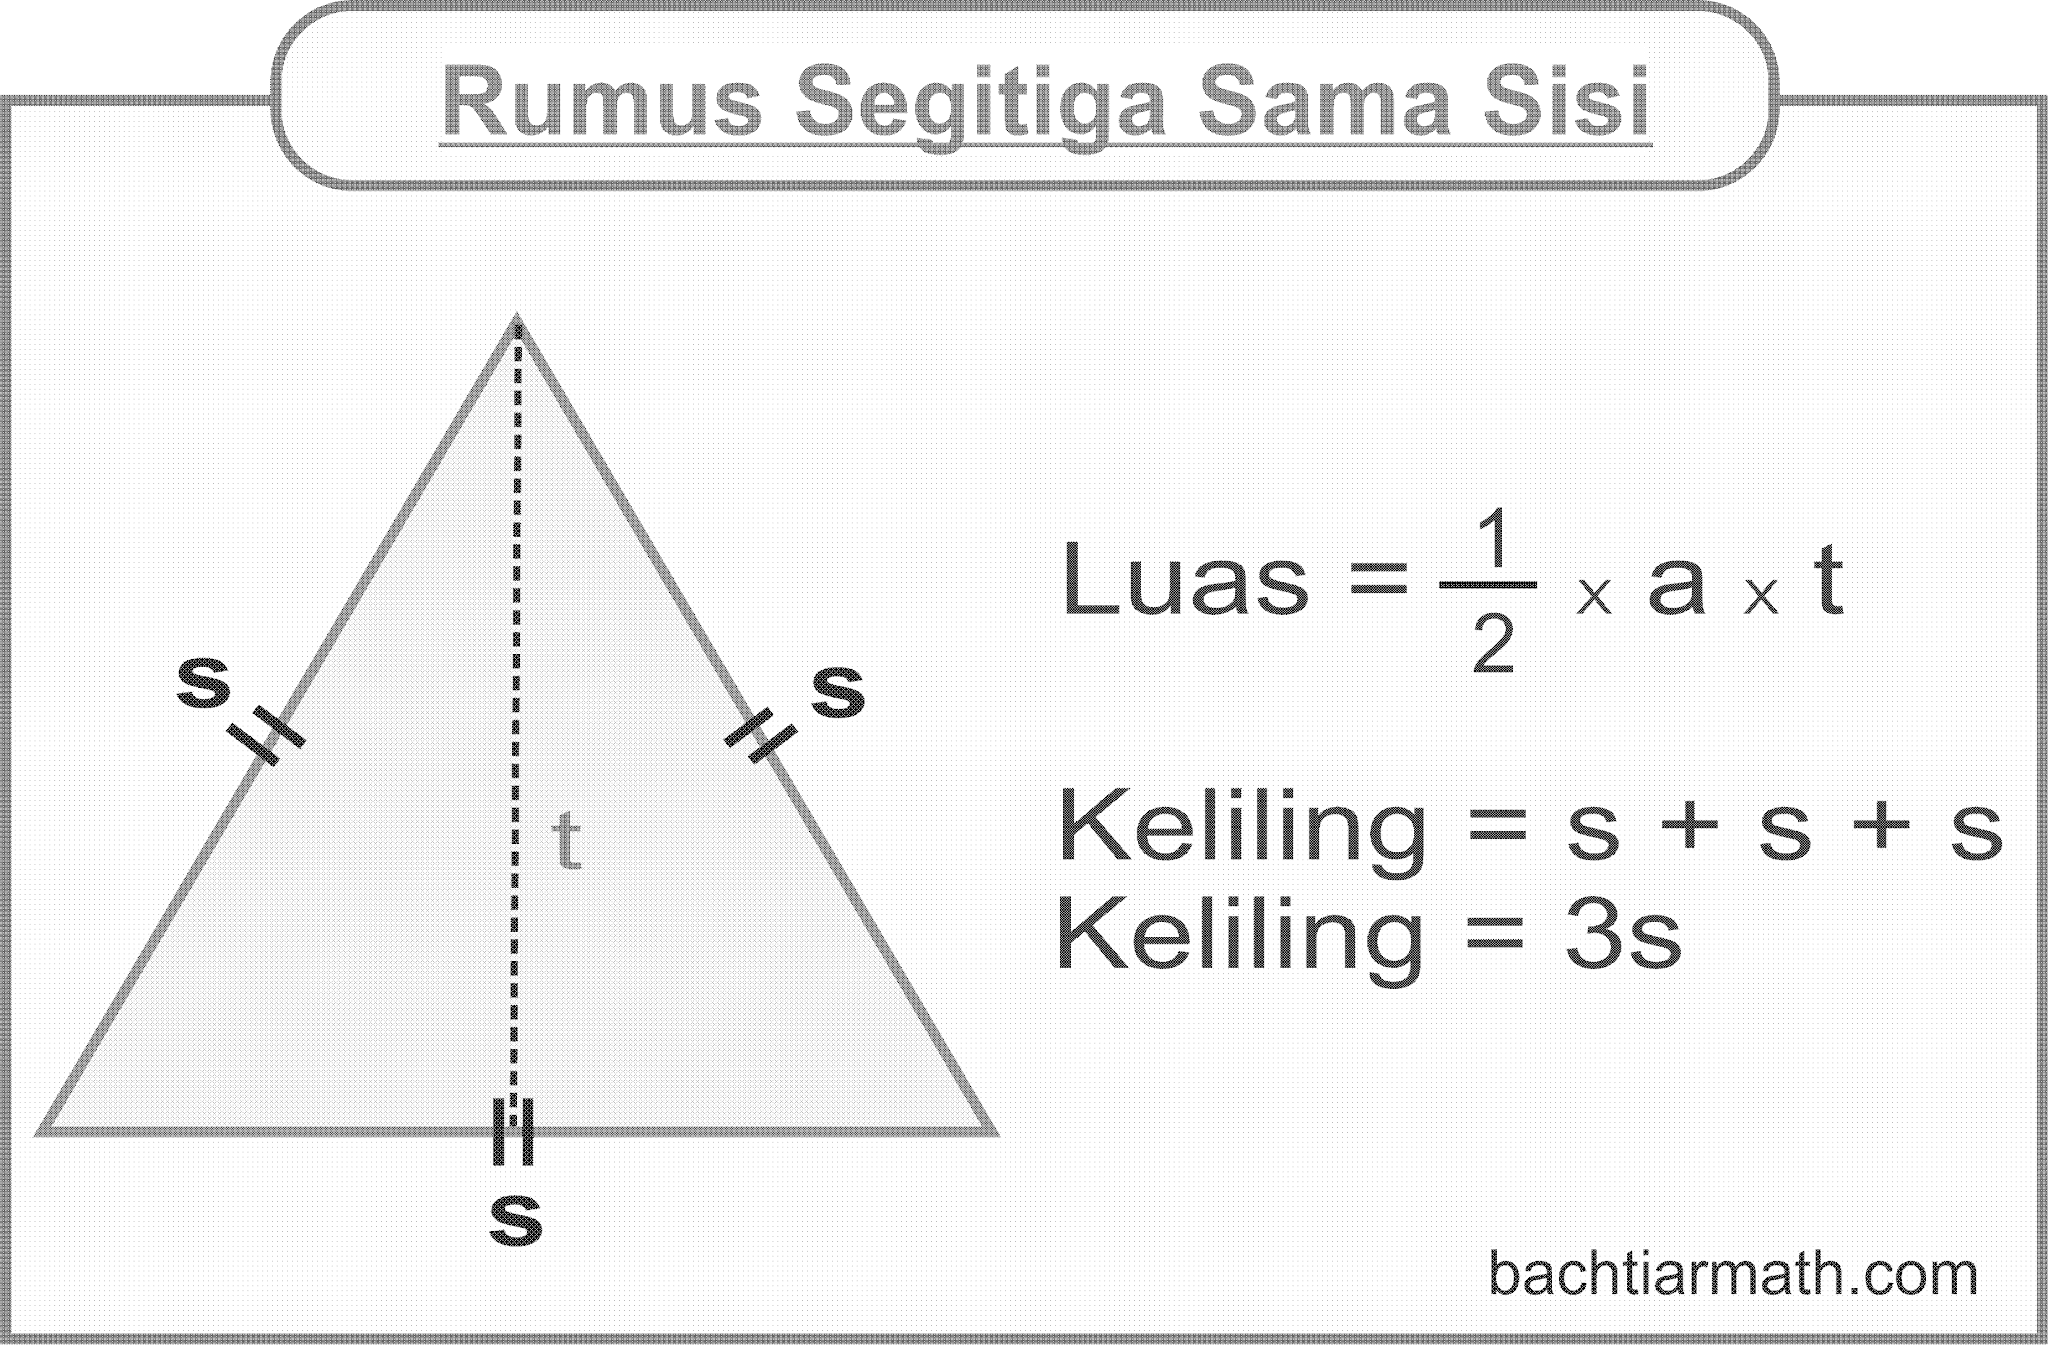 Rumus Segitiga Sama Sisi
s
s
t
s
Luas = 1/2 x a x t
Keliling = s + s + s
Keliling = 3s
bachtiarmath.com